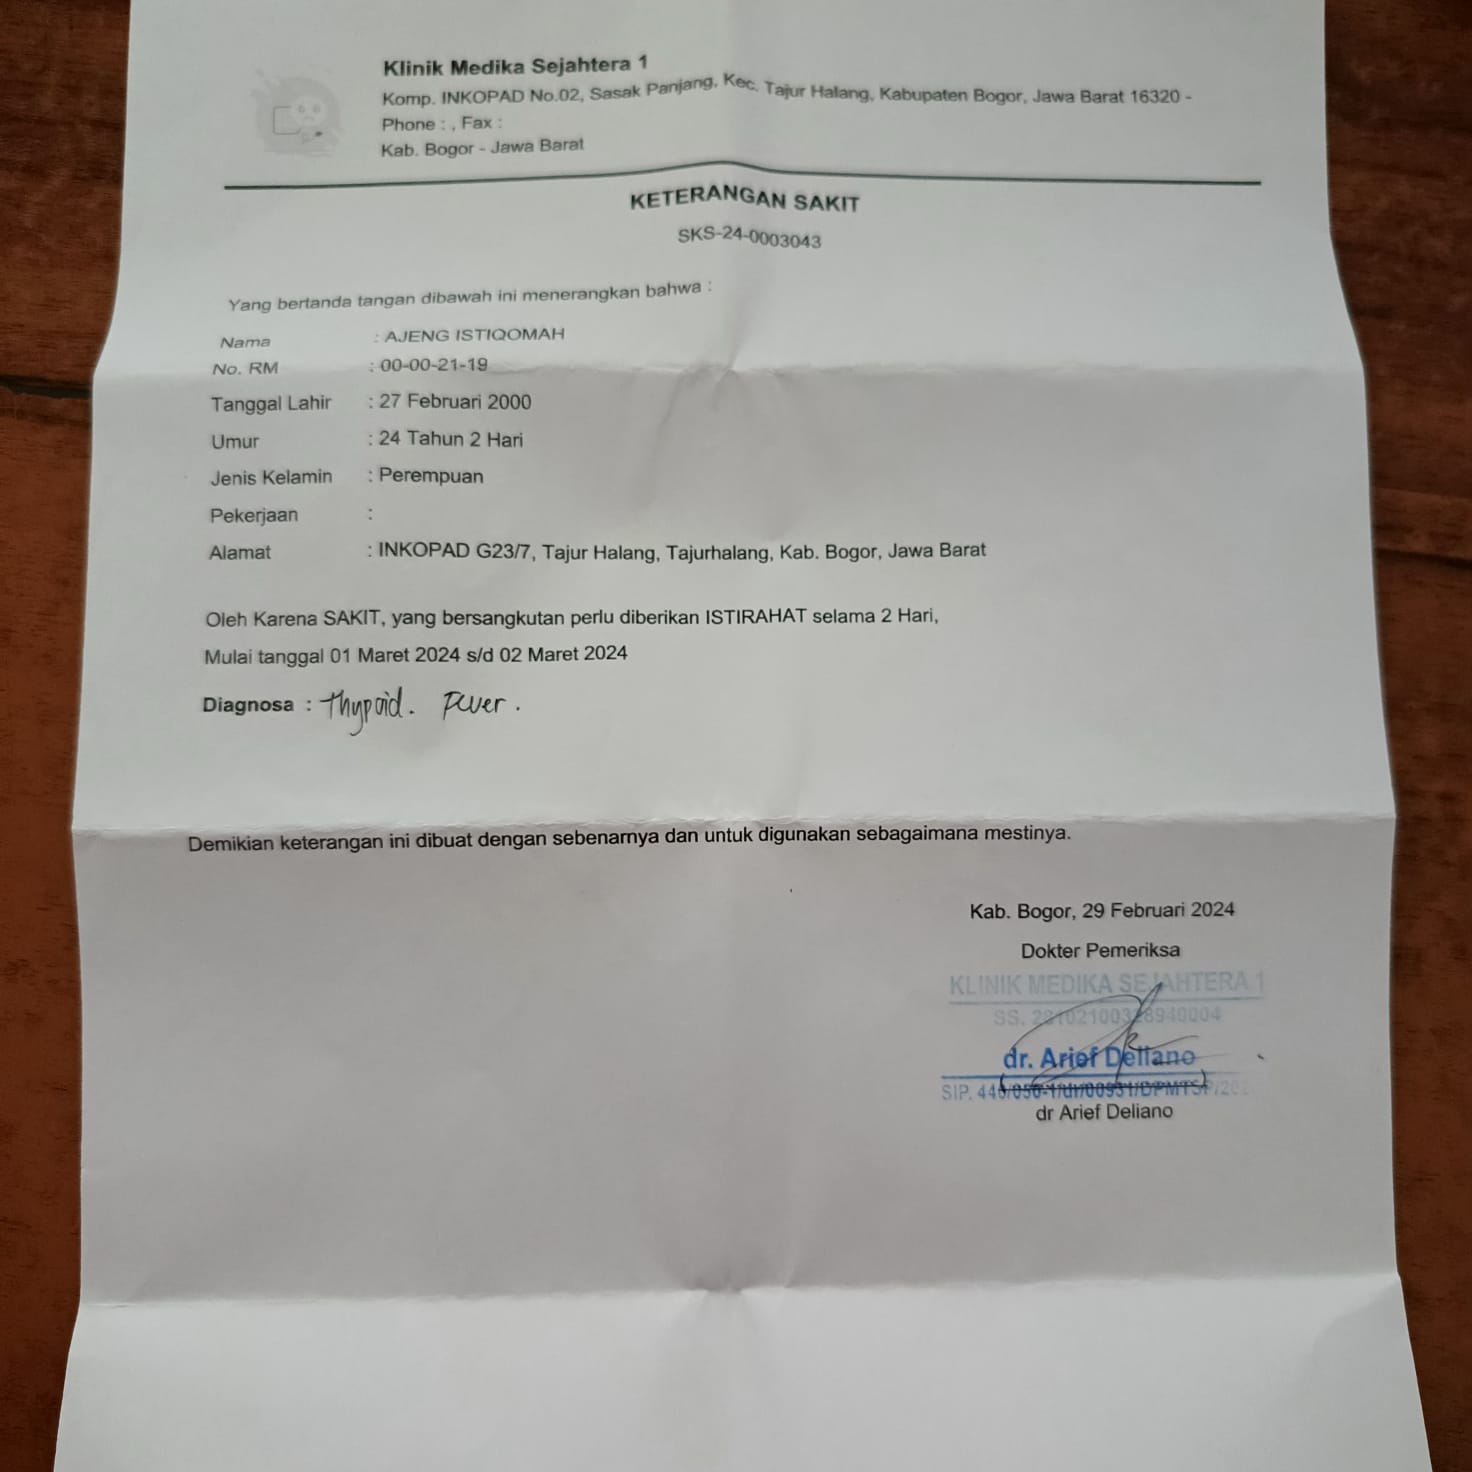 Klinik Medika Sejahtera 1
Komp. INKOPAD No.02, Sasak Panjang, Kec. Tajur Halang, Kabupaten Bogor, Jawa Barat 16320 -
Phone : , Fax :
Kab. Bogor - Jawa Barat
KETERANGAN SAKIT
SKS-24-0003043
Yang bertanda tangan dibawah ini menerangkan bahwa :
Nama : AJENG ISTIQOMAH
No. RM : 00-00-21-19
Tanggal Lahir : 27 Februari 2000
Umur : 24 Tahun 2 Hari
Jenis Kelamin : Perempuan
Pekerjaan :
Alamat : INKOPAD G23/7, Tajur Halang, Tajurhalang, Kab. Bogor, Jawa Barat
Oleh Karena SAKIT, yang bersangkutan perlu diberikan ISTIRAHAT selama 2 Hari,
Mulai tanggal 01 Maret 2024 s/d 02 Maret 2024
Diagnosa : Thypoid. Fever.
Demikian keterangan ini dibuat dengan sebenarnya dan untuk digunakan sebagaimana mestinya.
Kab. Bogor, 29 Februari 2024
Dokter Pemeriksa
KLINIK MEDIKA SEJAHTERA 1
SS.
dr. Arief Deliano
SIP.
dr Arief Deliano